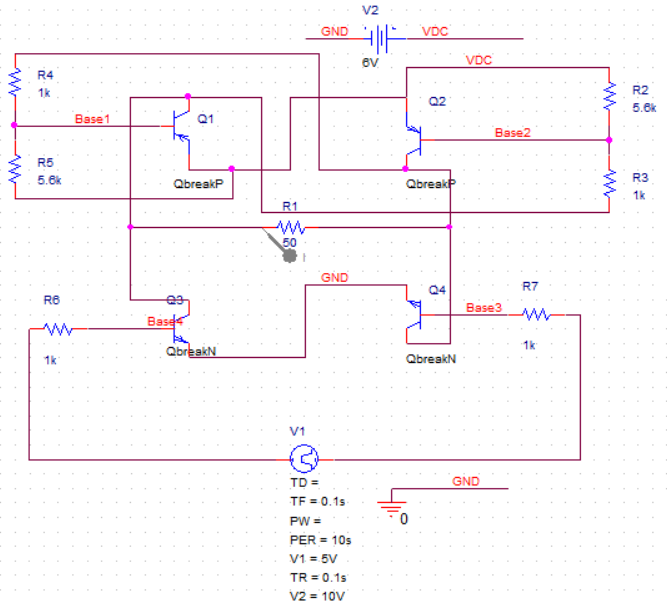 V2
GND
VDC
6V
VDC
R4
1k
Q1
Q2
R2
5.6k
Base1
Base2
R5
5.6k
QbreakP
QbreakP
R3
1k
R1
50
GND
Q4
R7
R6
Q3
Base4
Base3
1k
QbreakN
QbreakN
1k
V1
TD =
TF = 0.1s
PW =
PER = 10s
V1 = 5V
TR = 0.1s
V2 = 10V
GND
0